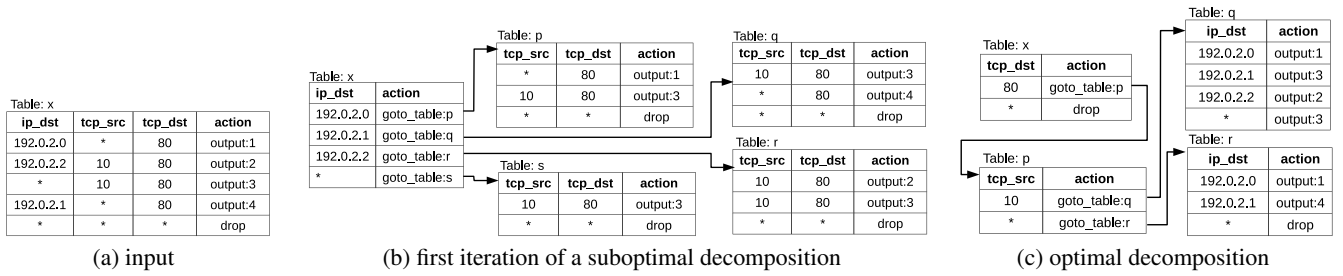 Table: x
ip_dst tcp_src tcp_dst action
192.0.2.0 * 80 output:1
192.0.2.2 10 80 output:2
* 10 80 output:3
192.0.2.1 * 80 output:4
* * * drop
(a) input
Table: x
ip_dst action
192.0.2.0 goto_table:p
192.0.2.1 goto_table:q
192.0.2.2 goto_table:r
* goto_table:s
Table: p
tcp_src tcp_dst action
* 80 output:1
10 80 output:3
* * drop
Table: s
tcp_src tcp_dst action
10 80 output:3
* * drop
Table: q
tcp_src tcp_dst action
10 80 output:3
* 80 output:4
* * drop
Table: r
tcp_src tcp_dst action
10 80 output:2
10 80 output:3
* * drop
(b) first iteration of a suboptimal decomposition
Table: x
tcp_dst action
80 goto_table:p
* drop
Table: p
tcp_src action
10 goto_table:q
* goto_table:r
Table: q
ip_dst action
192.0.2.0 output:1
192.0.2.1 output:3
192.0.2.2 output:2
* output:3
Table: r
ip_dst action
192.0.2.0 output:1
192.0.2.1 output:4
* drop
(c) optimal decomposition